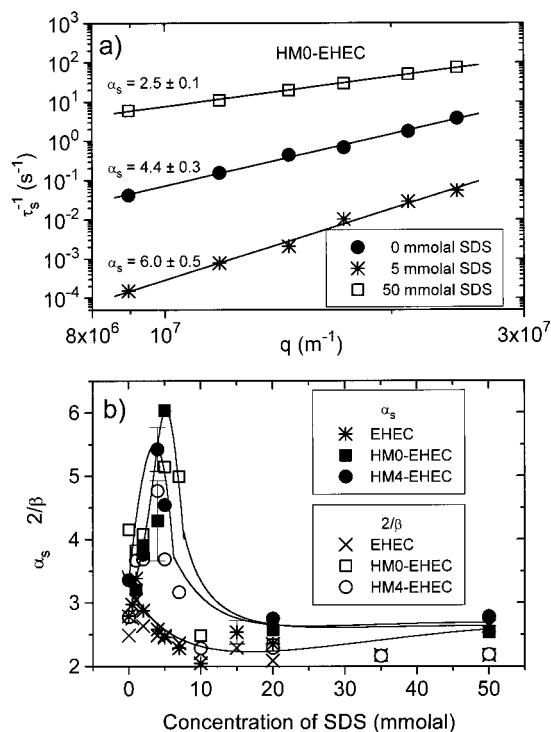 a)
HM0-EHEC
10³
10²
10¹
10⁰
10⁻¹
10⁻²
10⁻³
10⁻⁴
τₛ⁻¹ (s⁻¹)
αₛ = 2.5 ± 0.1
αₛ = 4.4 ± 0.3
αₛ = 6.0 ± 0.5
0 mmolal SDS
5 mmolal SDS
50 mmolal SDS
8x10⁶
10⁷
3x10⁷
q (m⁻¹)
b)
αₛ
EHEC
HM0-EHEC
HM4-EHEC
2/β
EHEC
HM0-EHEC
HM4-EHEC
6
5
4
3
2
αₛ 2/β
0
10
20
30
40
50
Concentration of SDS (mmolal)